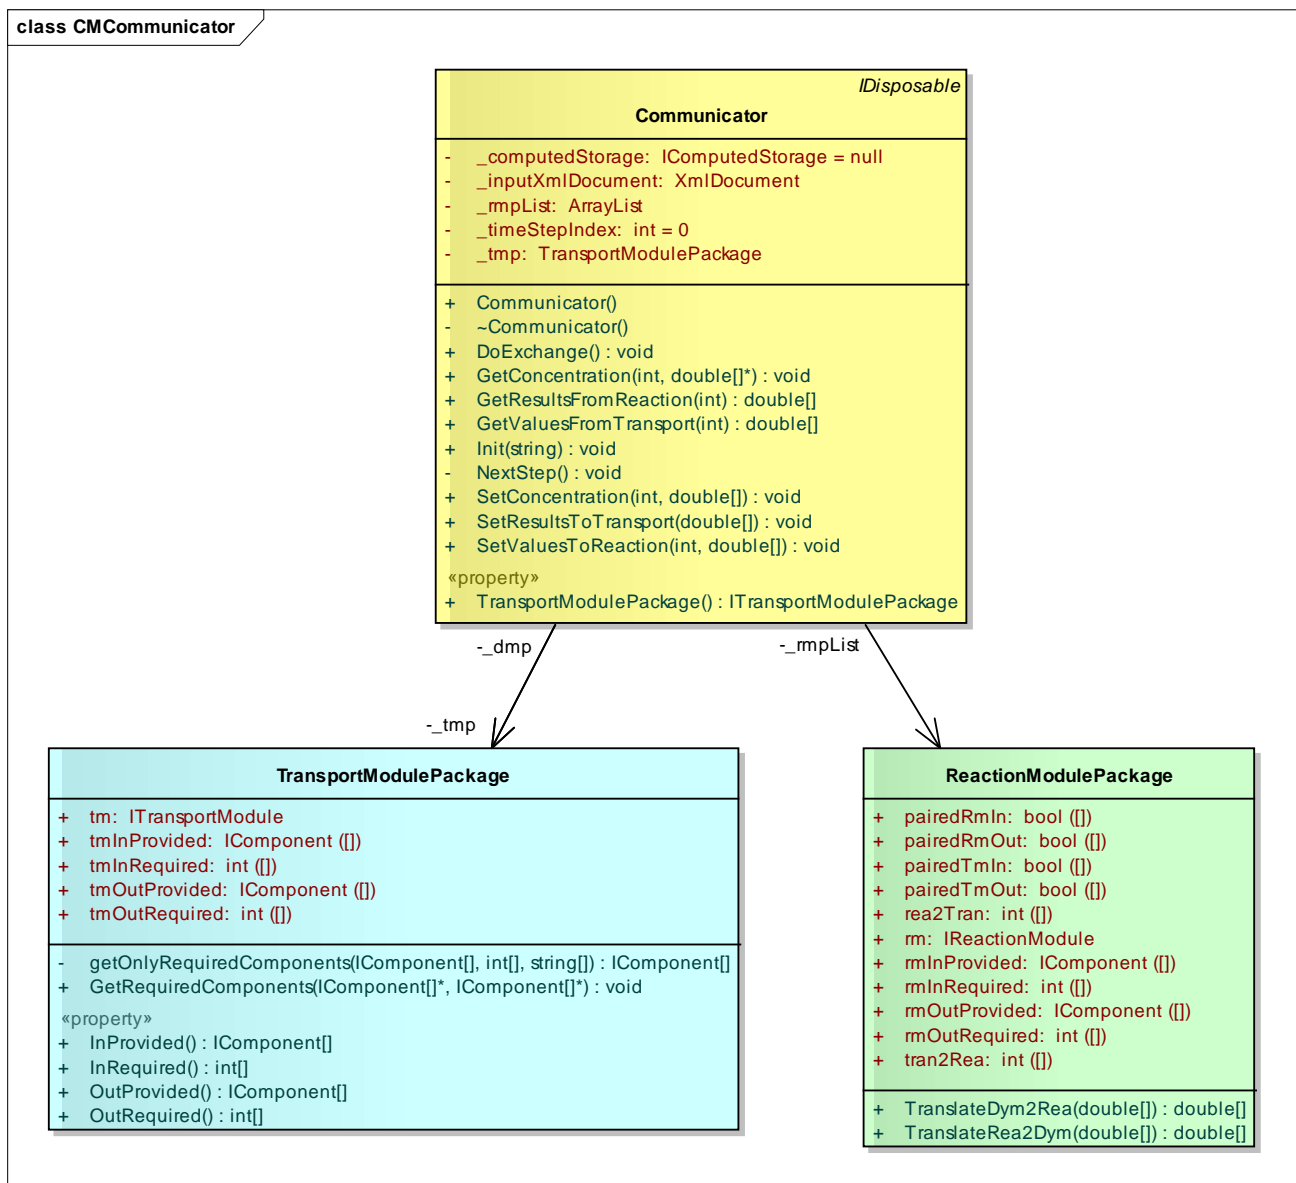 class CMCommunicator
IDisposable
Communicator
- _computedStorage: IComputedStorage = null
- _inputXmlDocument: XmlDocument
- _rmpList: ArrayList
- _timeStepIndex: int = 0
- _tmp: TransportModulePackage
+ Communicator()
- ~Communicator()
+ DoExchange() : void
+ GetConcentration(int, double[]*) : void
+ GetResultsFromReaction(int) : double[]
+ GetValuesFromTransport(int) : double[]
+ Init(string) : void
- NextStep() : void
+ SetConcentration(int, double[]) : void
+ SetResultsToTransport(double[]) : void
+ SetValuesToReaction(int, double[]) : void
«property»
+ TransportModulePackage() : ITransportModulePackage
-_dmp
-_rmpList
-_tmp
TransportModulePackage
+ tm: ITransportModule
+ tmInProvided: IComponent ([])
+ tmInRequired: int ([])
+ tmOutProvided: IComponent ([])
+ tmOutRequired: int ([])
- getOnlyRequiredComponents(IComponent[], int[], string[]) : IComponent[]
+ GetRequiredComponents(IComponent[]*, IComponent[]*) : void
«property»
+ InProvided() : IComponent[]
+ InRequired() : int[]
+ OutProvided() : IComponent[]
+ OutRequired() : int[]
ReactionModulePackage
+ pairedRmIn: bool ([])
+ pairedRmOut: bool ([])
+ pairedTmIn: bool ([])
+ pairedTmOut: bool ([])
+ rea2Tran: int ([])
+ rm: IReactionModule
+ rmInProvided: IComponent ([])
+ rmInRequired: int ([])
+ rmOutProvided: IComponent ([])
+ rmOutRequired: int ([])
+ tran2Rea: int ([])
+ TranslateDym2Rea(double[]) : double[]
+ TranslateRea2Dym(double[]) : double[]